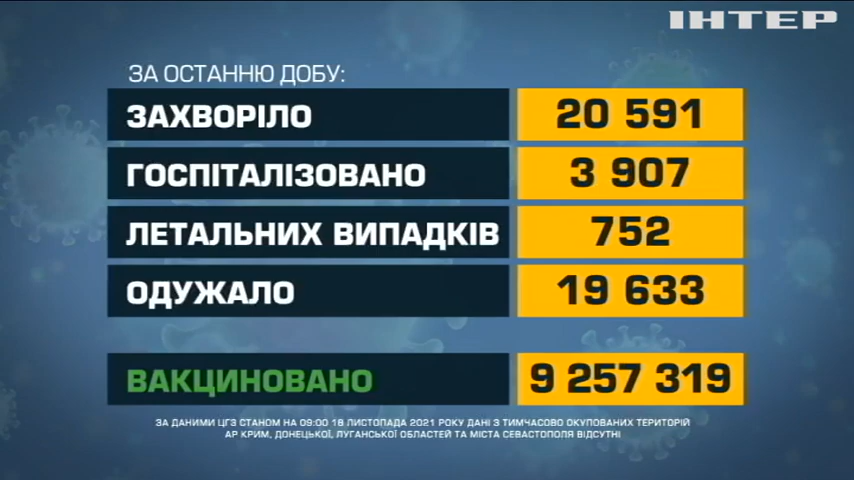 ІНТЕР
ЗА ОСТАННЮ ДОБУ:
ЗАХВОРІЛО 20 591
ГОСПІТАЛІЗОВАНО 3 907
ЛЕТАЛЬНИХ ВИПАДКІВ 752
ОДУЖАЛО 19 633
ВАКЦИНОВАНО 9 257 319
ЗА ДАНИМИ ЦГЗ СТАНОМ НА 09:00 18 ЛИСТОПАДА 2021 РОКУ ДАНІ З ТИМЧАСОВО ОКУПОВАНИХ ТЕРИТОРІЙ
АР КРИМ, ДОНЕЦЬКОЇ, ЛУГАНСЬКОЇ ОБЛАСТЕЙ ТА МІСТА СЕВАСТОПОЛЯ ВІДСУТНІ